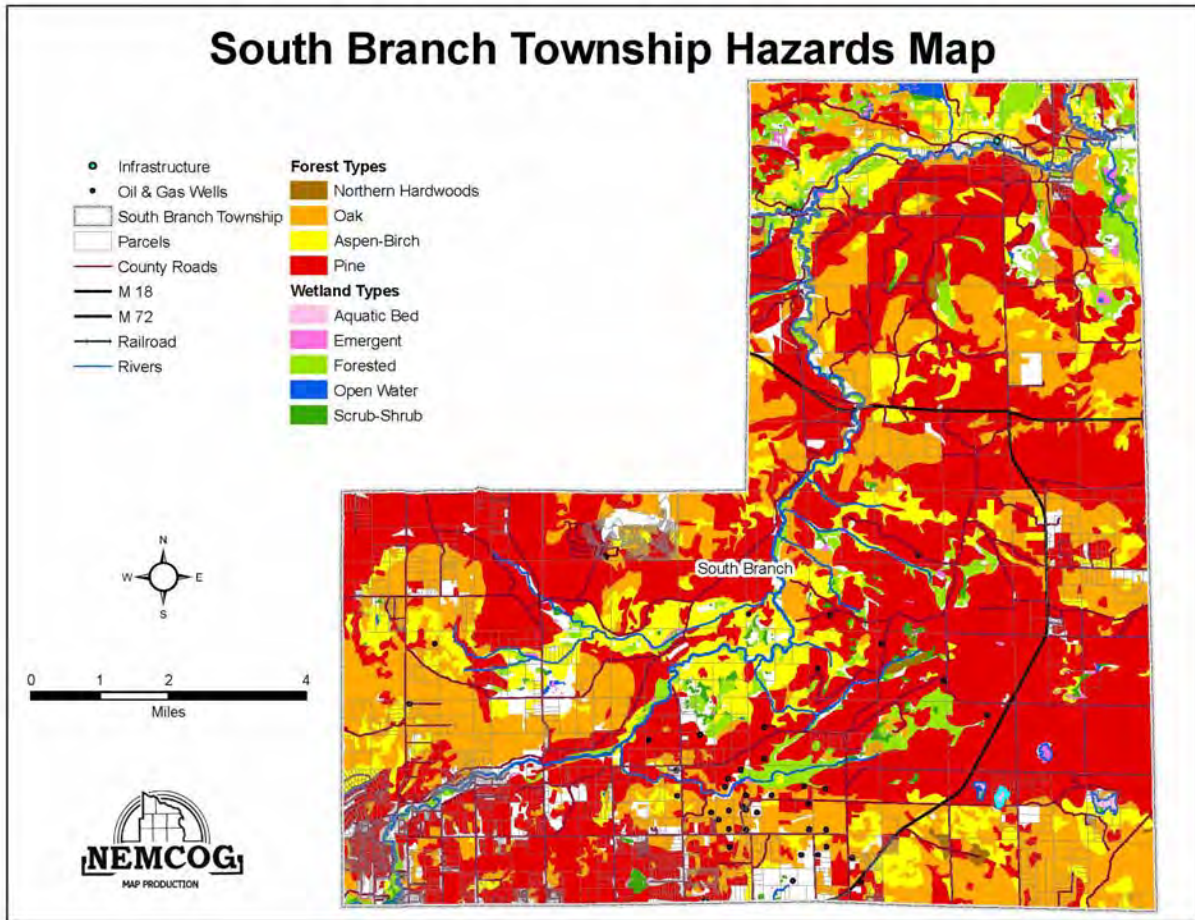 South Branch Township Hazards Map
Infrastructure
Oil & Gas Wells
South Branch Township
Parcels
County Roads
M 18
M 72
Railroad
Rivers
Forest Types
Northern Hardwoods
Oak
Aspen-Birch
Pine
Wetland Types
Aquatic Bed
Emergent
Forested
Open Water
Scrub-Shrub
South Branch
N
W E
S
0 1 2 4
Miles
NEMCOG
MAP PRODUCTION